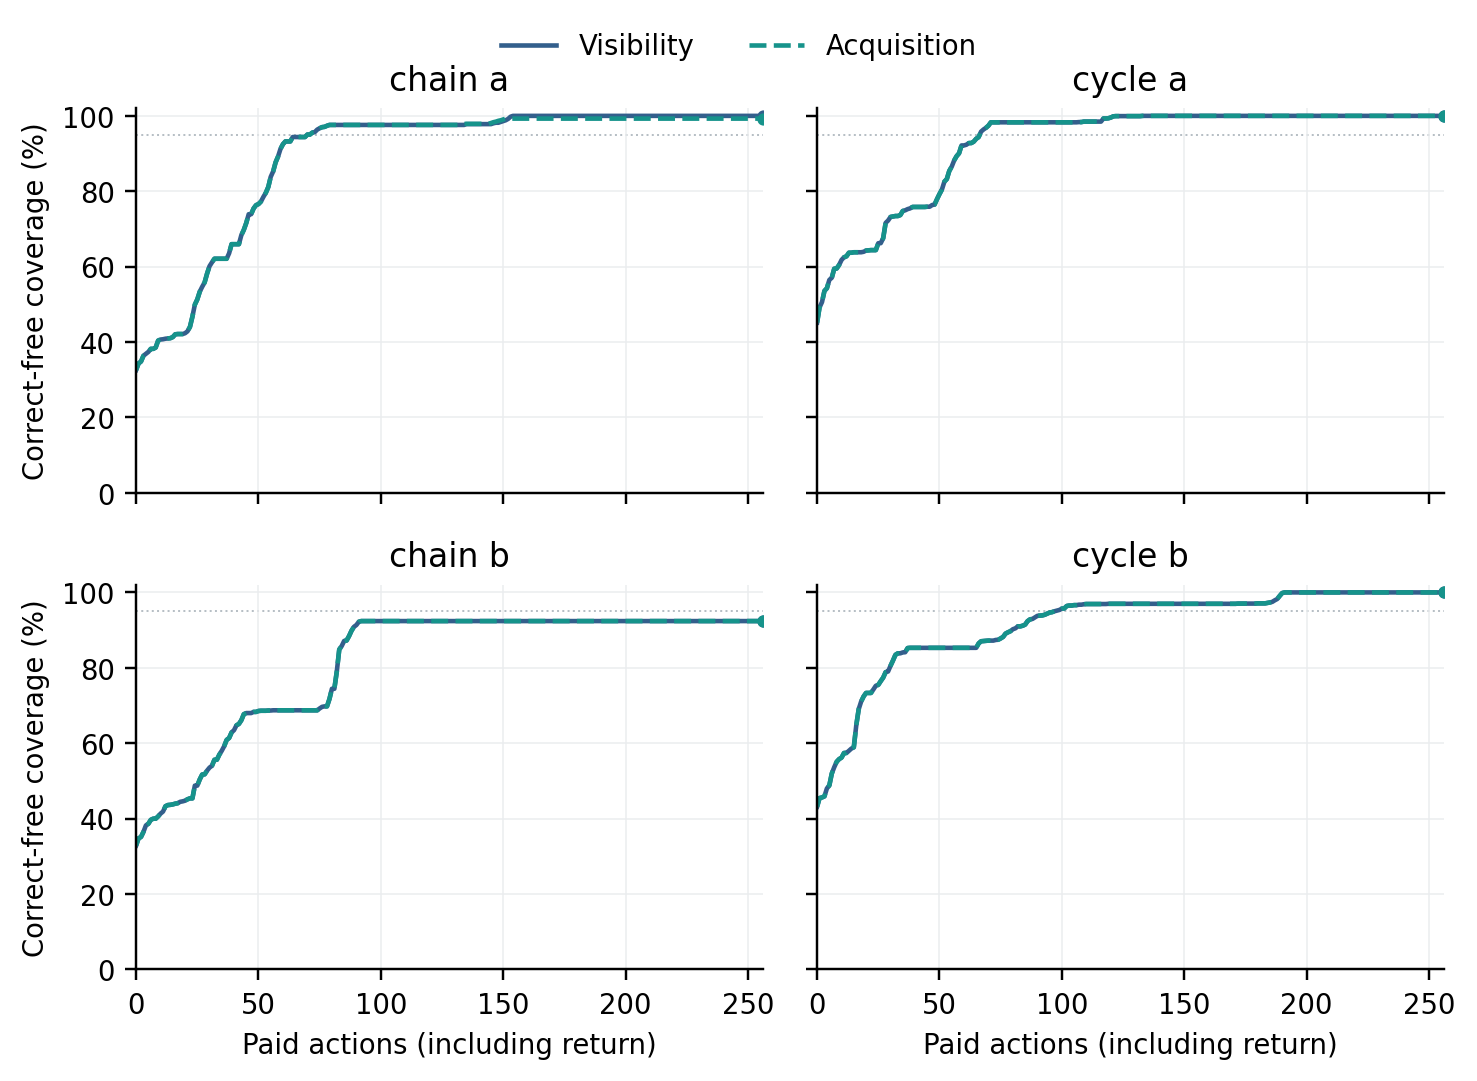 Visibility Acquisition
chain a
cycle a
Correct-free coverage (%)
100
80
60
40
20
0
chain b
cycle b
Correct-free coverage (%)
100
80
60
40
20
0
0 50 100 150 200 250
0 50 100 150 200 250
Paid actions (including return)
Paid actions (including return)